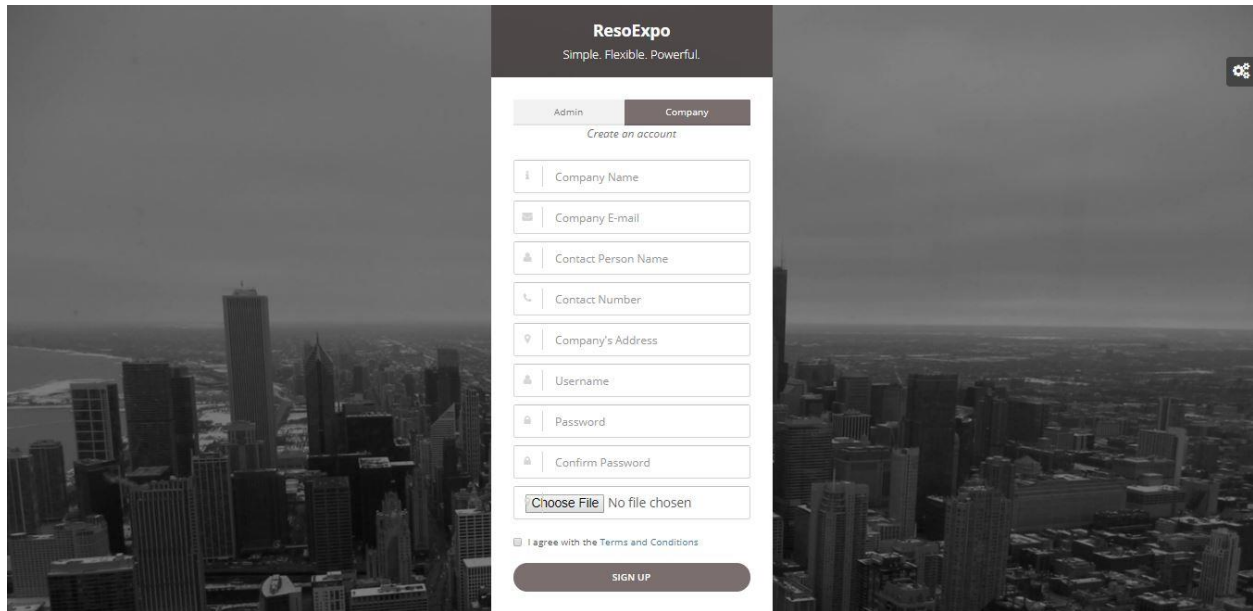 ResoExpo
Simple. Flexible. Powerful.
Admin Company
Create an account
Company Name
Company E-mail
Contact Person Name
Contact Number
Company's Address
Username
Password
Confirm Password
Choose File No file chosen
I agree with the Terms and Conditions
SIGN UP